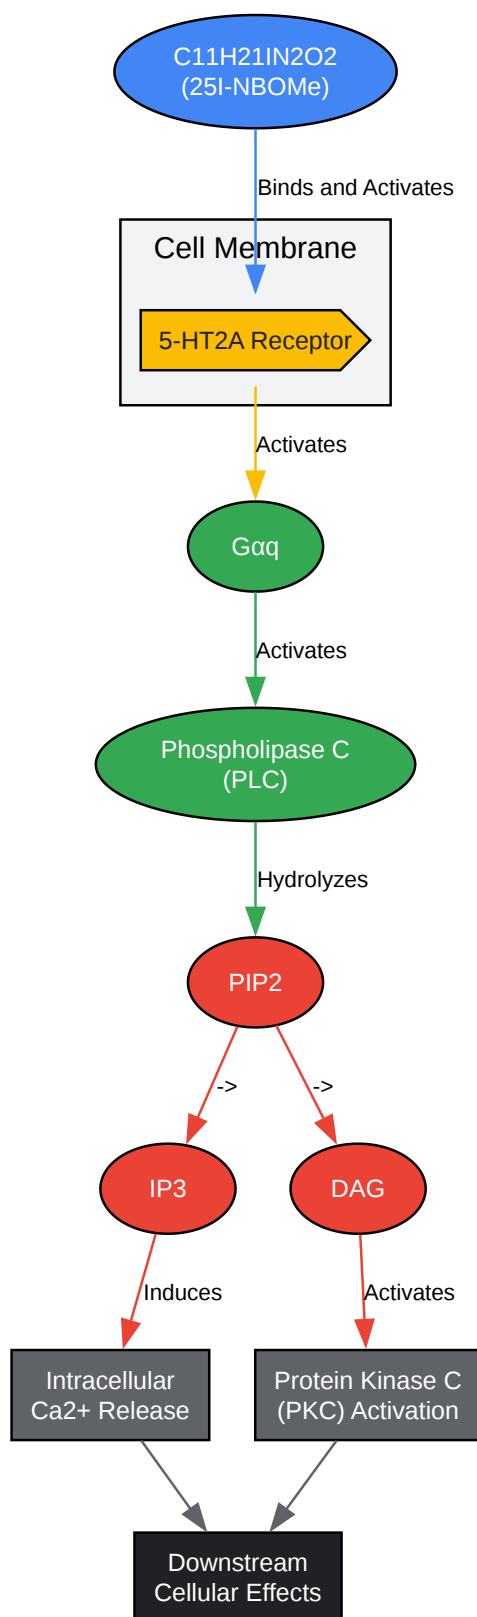 C11H21IN2O2
(25I-NBOMe)
Binds and Activates
Cell Membrane
5-HT2A Receptor
Activates
Gαq
Activates
Phospholipase C
(PLC)
Hydrolyzes
PIP2
->
->
IP3
DAG
Induces
Activates
Intracellular
Ca2+ Release
Protein Kinase C
(PKC) Activation
Downstream
Cellular Effects